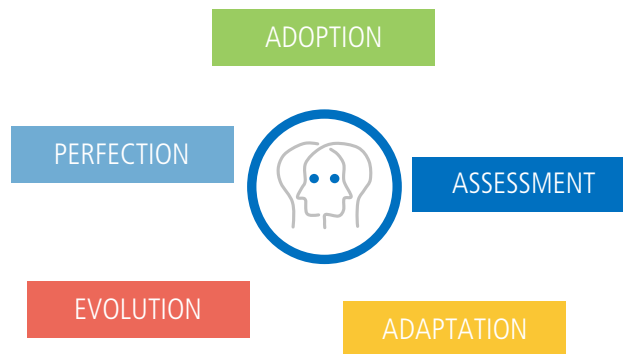 ADOPTION
PERFECTION
ASSESSMENT
EVOLUTION
ADAPTATION